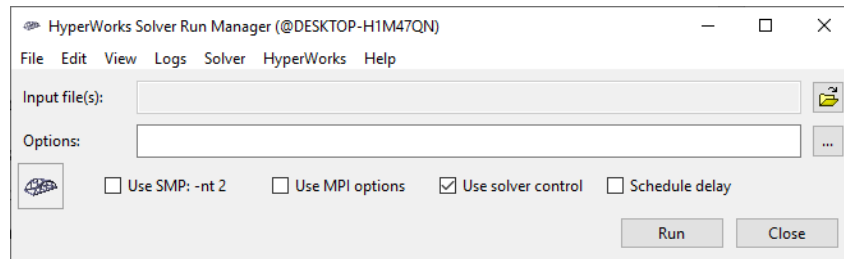 HyperWorks Solver Run Manager (@DESKTOP-H1M47QN)
File Edit View Logs Solver HyperWorks Help
Input file(s):
Options:
...
Use SMP: -nt 2 Use MPI options Use solver control Schedule delay
Run Close